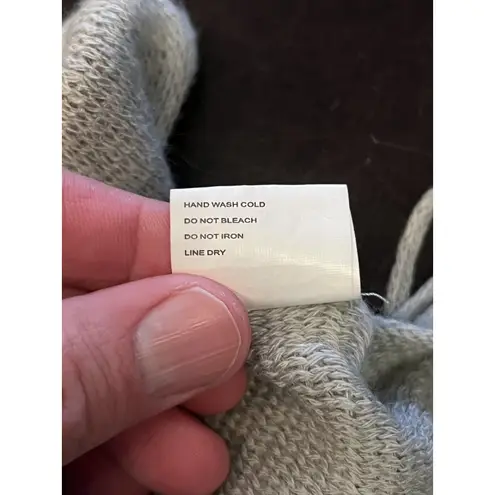 HAND WASH COLD
DO NOT BLEACH
DO NOT IRON
LINE DRY